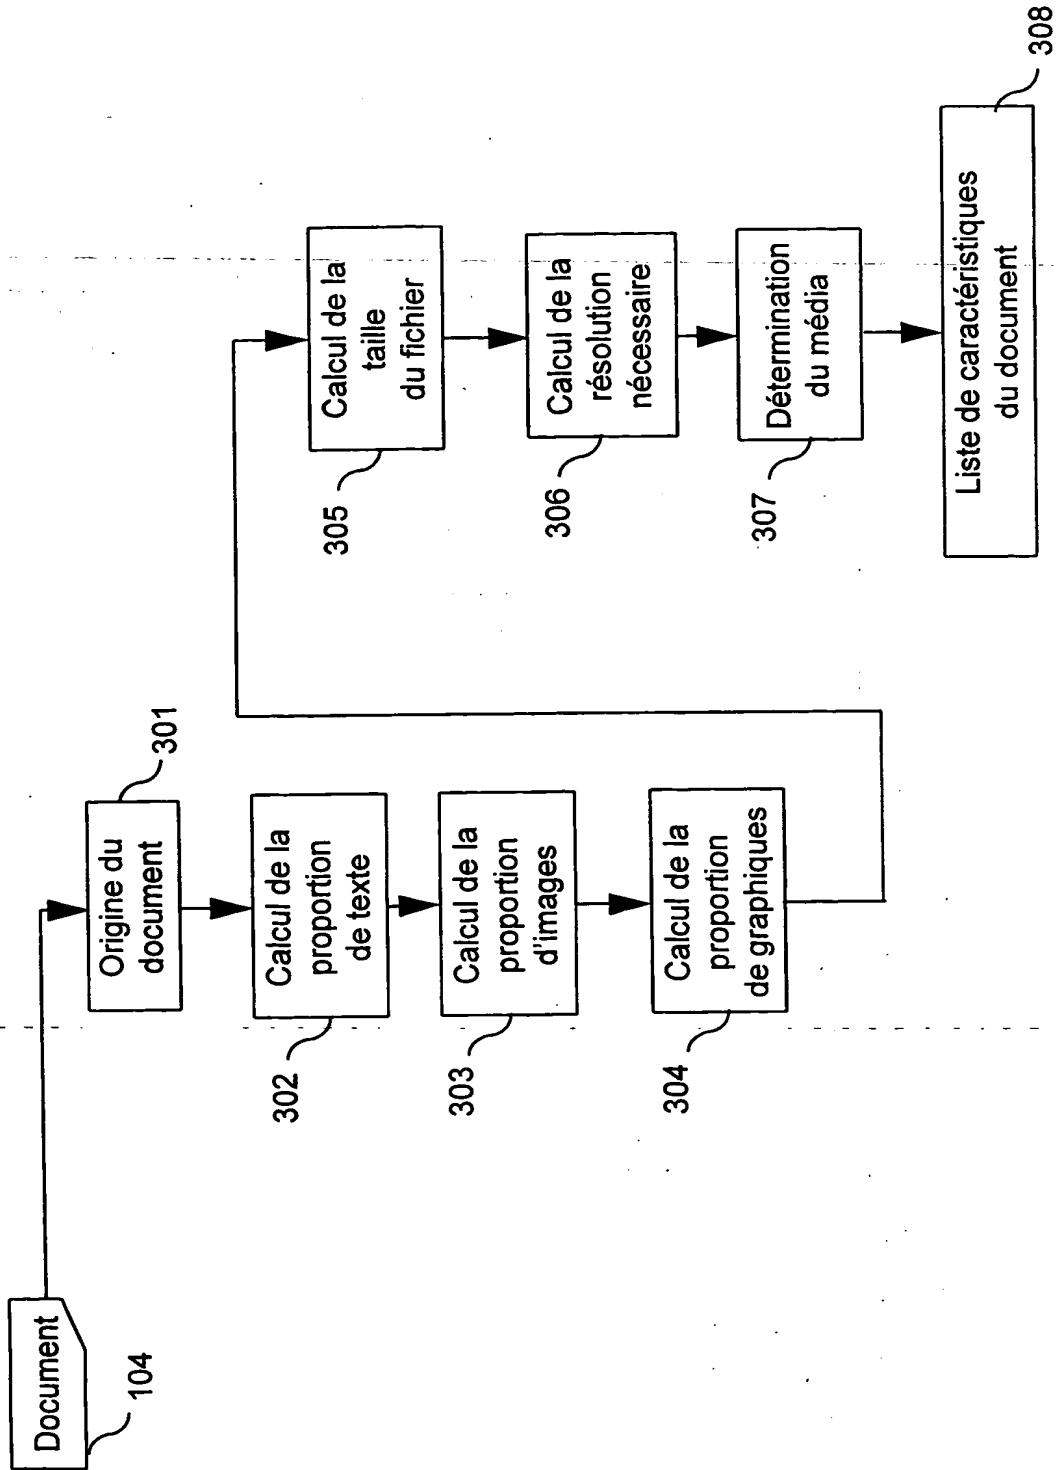 Document
104
Origine du
document
301
Calcul de la
proportion
de texte
302
Calcul de la
proportion
d'images
303
Calcul de la
proportion
de graphiques
304
Calcul de la
taille
du fichier
305
Calcul de la
résolution
nécessaire
306
Détermination
du média
307
Liste de caractéristiques
du document
308